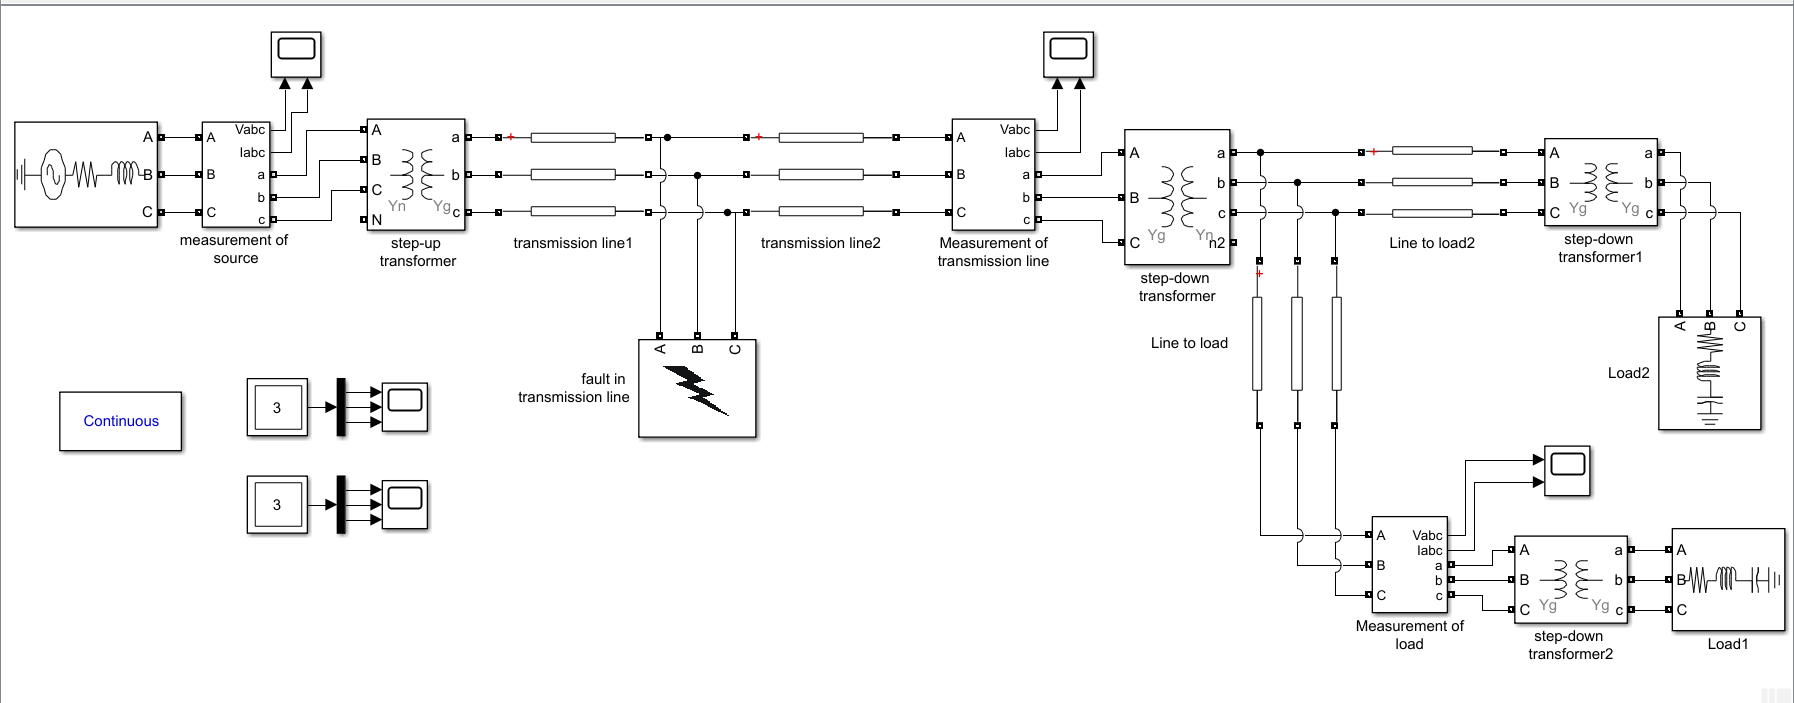 A
B
C
A
B
C
Vabc
Iabc
a
b
c
measurement of
source
A
B
C
N
a
b
c
Yn
Yg
step-up
transformer
+
transmission line1
+
transmission line2
A
B
C
Vabc
Iabc
a
b
c
Measurement of
transmission line
A
B
C
a
b
c
n2
Yg
Yn
step-down
transformer
+
Line to load2
A
B
C
a
b
c
Yg
Yg
step-down
transformer1
+
Line to load
A
B
C
fault in
transmission line
A
B
C
Load2
Continuous
3
3
A
B
C
Vabc
Iabc
a
b
c
Measurement of
load
A
B
C
a
b
c
Yg
Yg
step-down
transformer2
A
B
C
Load1